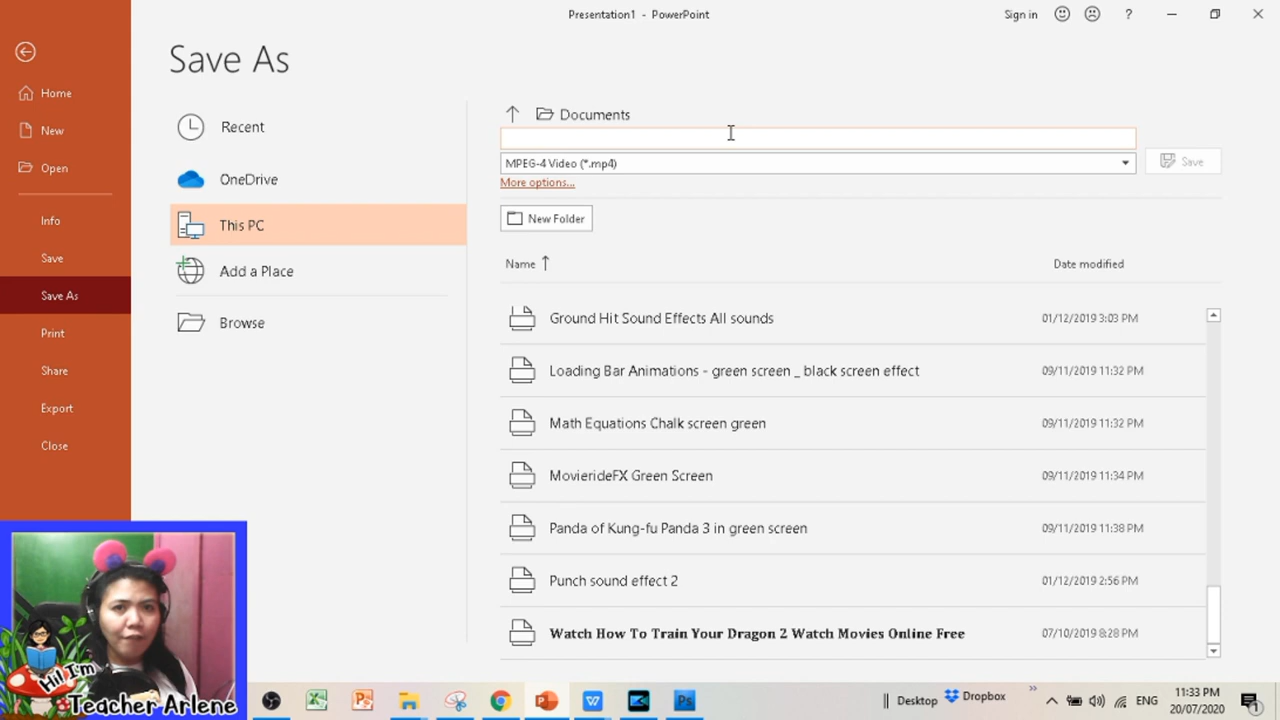 Presentation1 - PowerPoint
Sign in
?
Save As
Home
New
Open
Info
Save
Save As
Print
Share
Export
Close
Recent
OneDrive
This PC
Add a Place
Browse
Documents
MPEG-4 Video (*.mp4)
Save
More options...
New Folder
Name
Date modified
Ground Hit Sound Effects All sounds
01/12/2019 3:03 PM
Loading Bar Animations - green screen _ black screen effect
09/11/2019 11:32 PM
Math Equations Chalk screen green
09/11/2019 11:32 PM
MovierideFX Green Screen
09/11/2019 11:34 PM
Panda of Kung-fu Panda 3 in green screen
09/11/2019 11:38 PM
Punch sound effect 2
01/12/2019 2:56 PM
Watch How To Train Your Dragon 2 Watch Movies Online Free
07/10/2019 8:28 PM
Hi! I'm
Teacher Arlene
Desktop
Dropbox
ENG
11:33 PM
20/07/2020